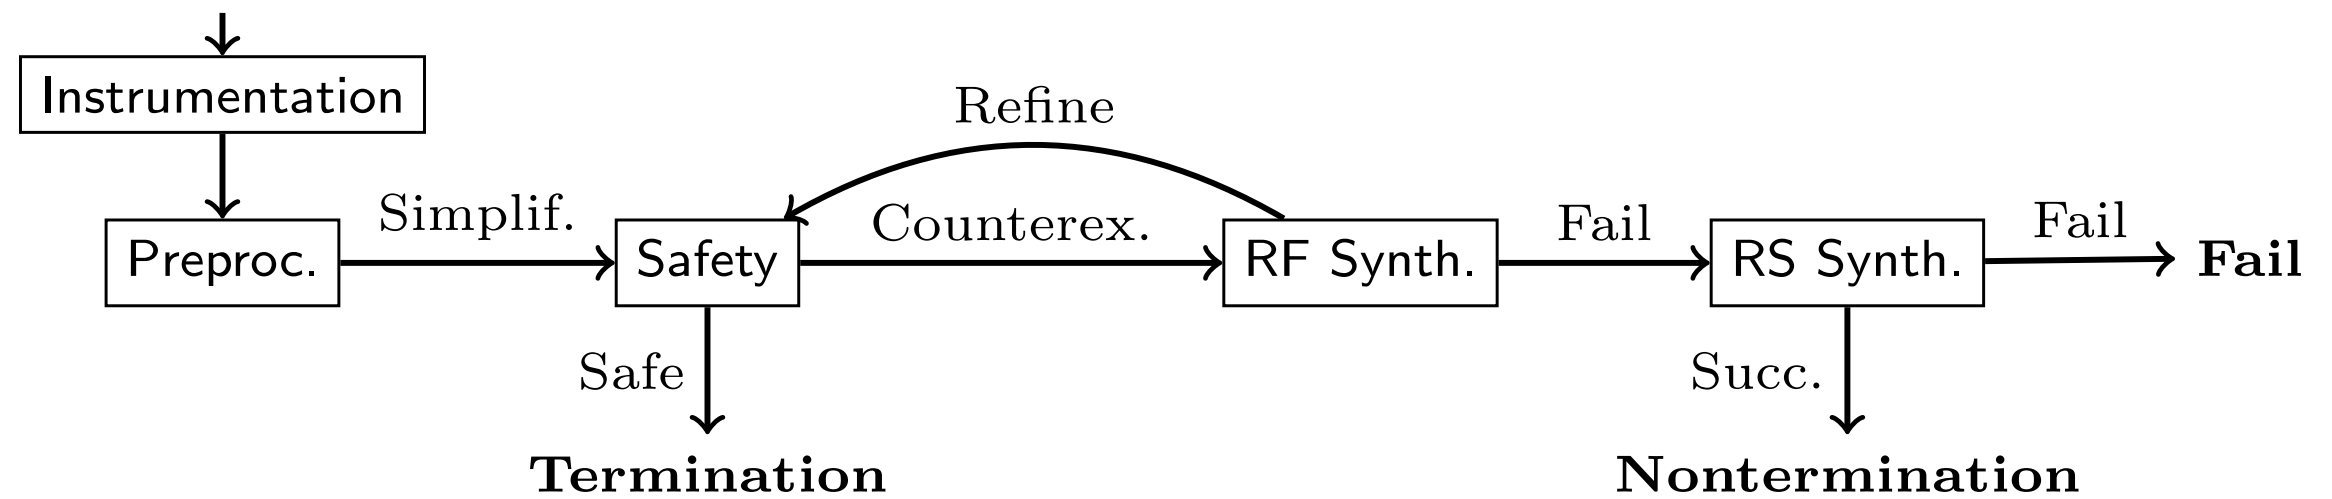 Instrumentation
Refine
Simplif.
Counterex.
Fail
Fail
Preproc.
Safety
RF Synth.
RS Synth.
Fail
Safe
Succ.
Termination
Nontermination